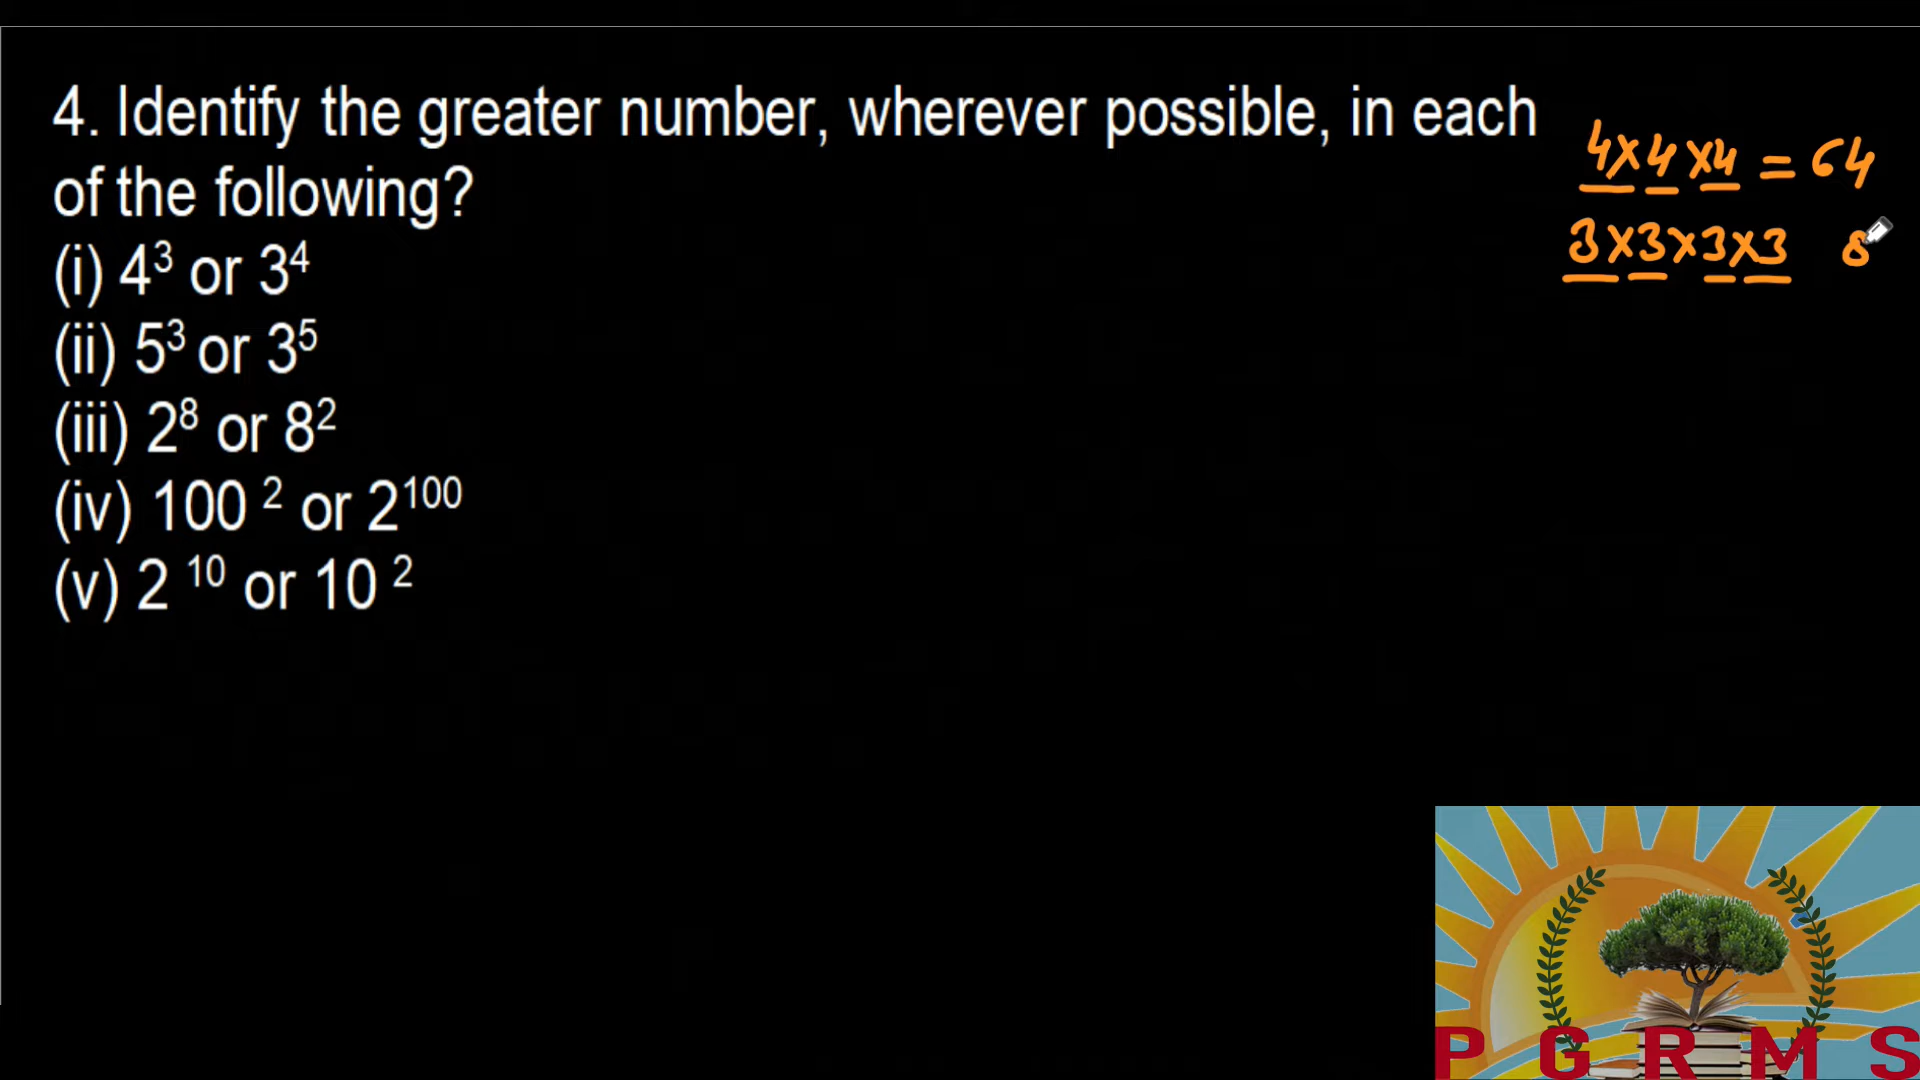 4. Identify the greater number, wherever possible, in each
of the following?
(i) 4³ or 3⁴
(ii) 5³ or 3⁵
(iii) 2⁸ or 8²
(iv) 100 ² or 2¹⁰⁰
(v) 2 ¹⁰ or 10 ²
4×4×4 = 64
3×3×3×3 8
P G R M S